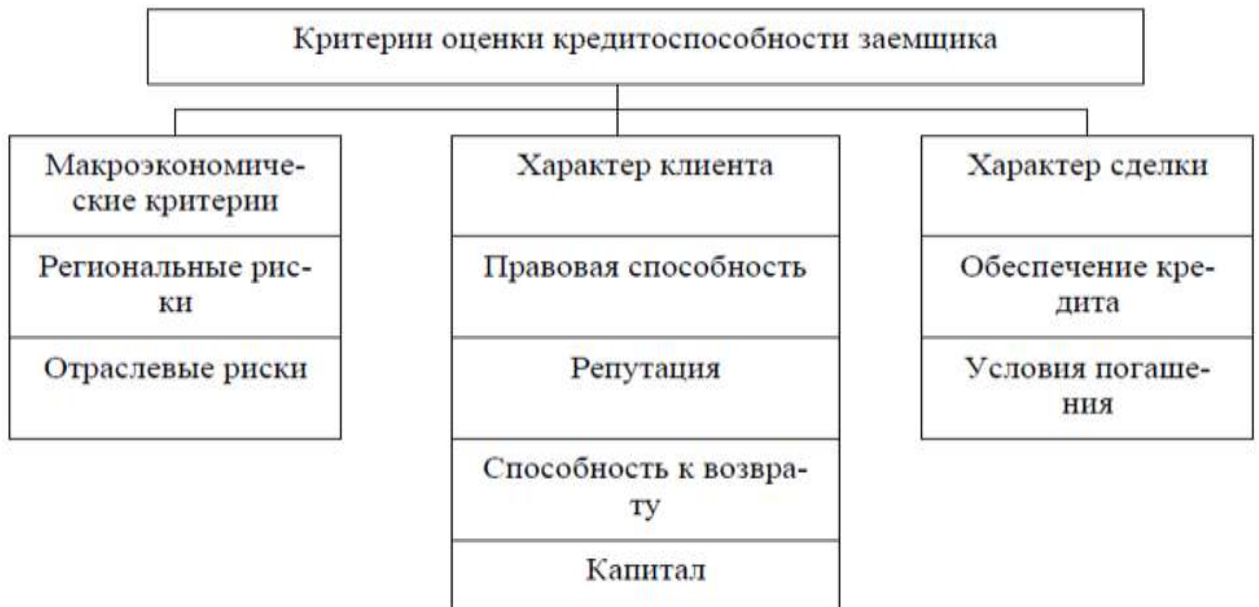 Критерии оценки кредитоспособности заемщика
Макроэкономиче-
ские критерии
Региональные рис-
ки
Отраслевые риски
Характер клиента
Правовая способность
Репутация
Способность к возвра-
ту
Капитал
Характер сделки
Обеспечение кре-
дита
Условия погаше-
ния